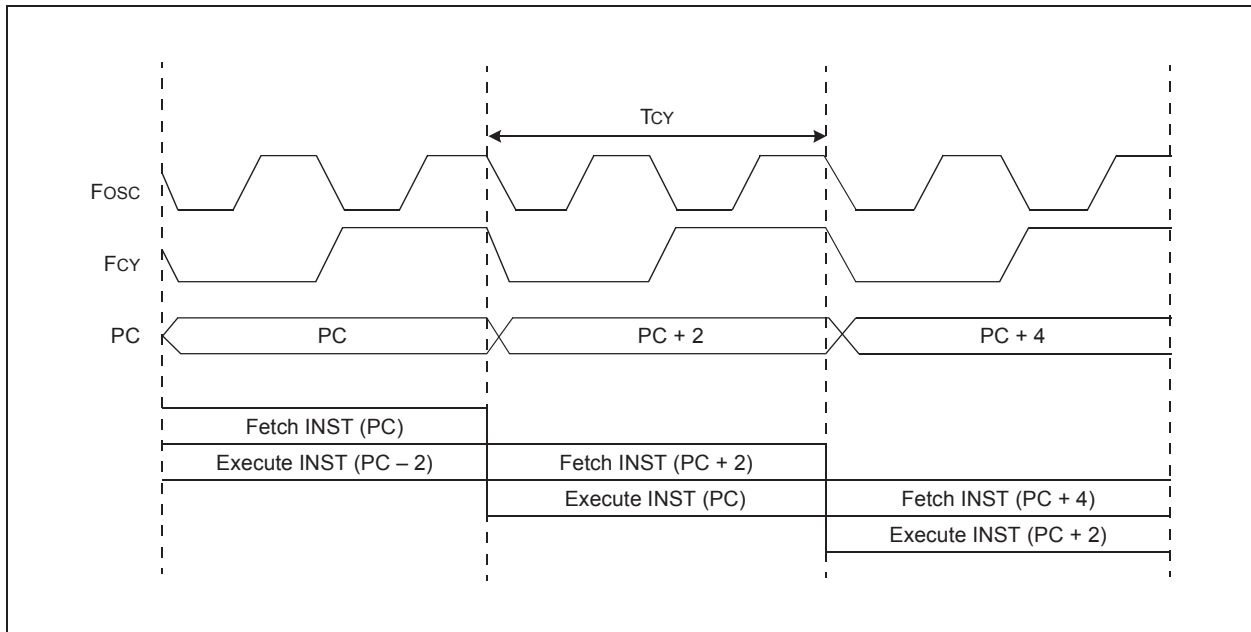 TCY
FOSC
FCY
PC PC PC + 2 PC + 4
Fetch INST (PC)
Execute INST (PC – 2) Fetch INST (PC + 2)
Execute INST (PC) Fetch INST (PC + 4)
Execute INST (PC + 2)